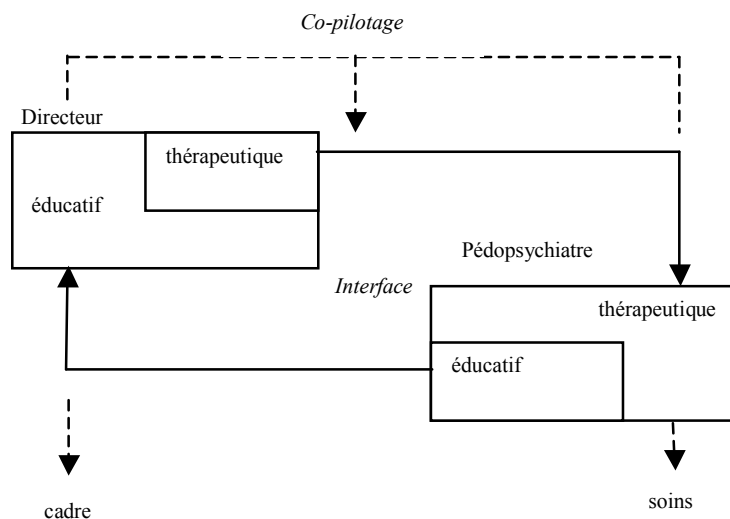 Co-pilotage
Directeur
thérapeutique
éducatif
Pédopsychiatre
Interface
thérapeutique
éducatif
cadre
soins